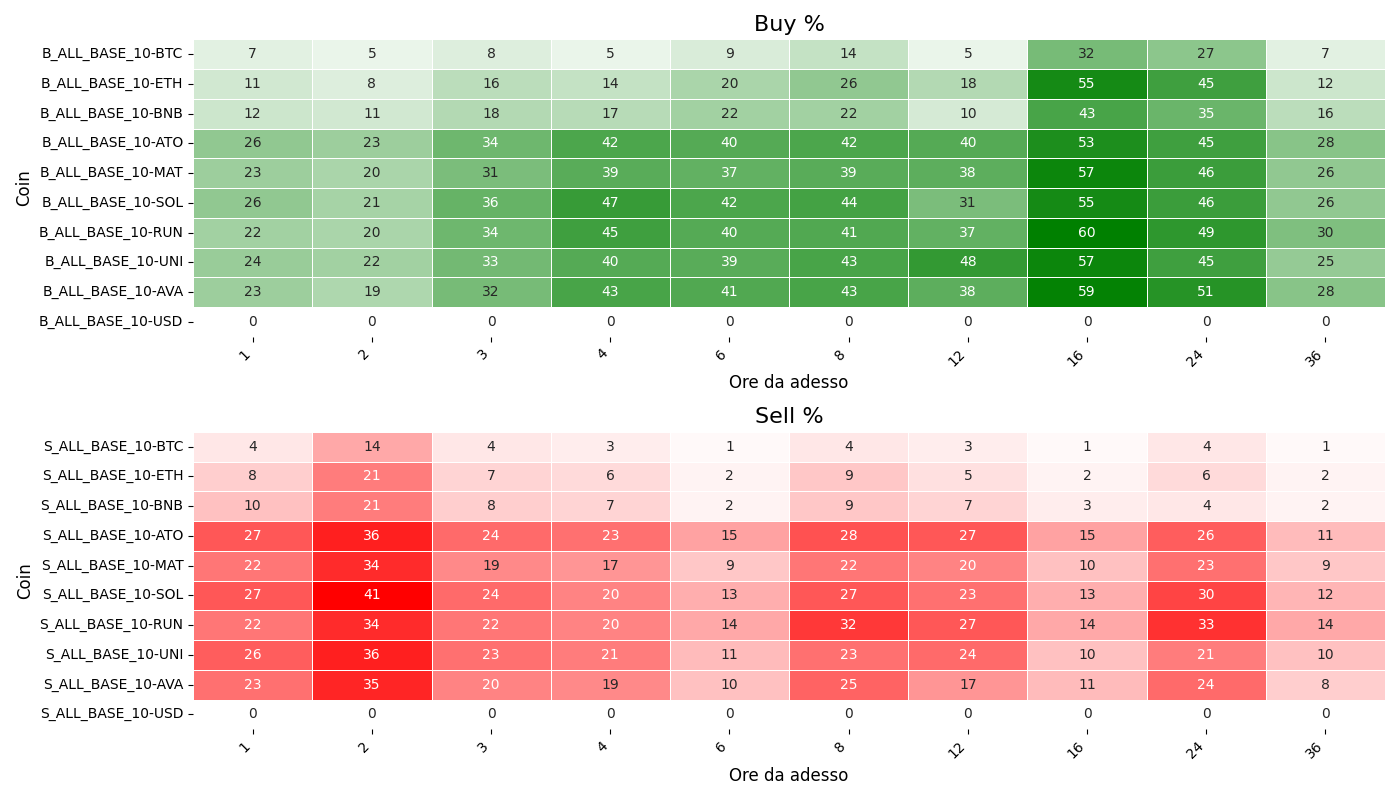 Buy %
Coin
B_ALL_BASE_10-BTC 7 5 8 5 9 14 5 32 27 7
B_ALL_BASE_10-ETH 11 8 16 14 20 26 18 55 45 12
B_ALL_BASE_10-BNB 12 11 18 17 22 22 10 43 35 16
B_ALL_BASE_10-ATO 26 23 34 42 40 42 40 53 45 28
B_ALL_BASE_10-MAT 23 20 31 39 37 39 38 57 46 26
B_ALL_BASE_10-SOL 26 21 36 47 42 44 31 55 46 26
B_ALL_BASE_10-RUN 22 20 34 45 40 41 37 60 49 30
B_ALL_BASE_10-UNI 24 22 33 40 39 43 48 57 45 25
B_ALL_BASE_10-AVA 23 19 32 43 41 43 38 59 51 28
B_ALL_BASE_10-USD 0 0 0 0 0 0 0 0 0 0
1 2 3 4 6 8 12 16 24 36
Ore da adesso
Sell %
Coin
S_ALL_BASE_10-BTC 4 14 4 3 1 4 3 1 4 1
S_ALL_BASE_10-ETH 8 21 7 6 2 9 5 2 6 2
S_ALL_BASE_10-BNB 10 21 8 7 2 9 7 3 4 2
S_ALL_BASE_10-ATO 27 36 24 23 15 28 27 15 26 11
S_ALL_BASE_10-MAT 22 34 19 17 9 22 20 10 23 9
S_ALL_BASE_10-SOL 27 41 24 20 13 27 23 13 30 12
S_ALL_BASE_10-RUN 22 34 22 20 14 32 27 14 33 14
S_ALL_BASE_10-UNI 26 36 23 21 11 23 24 10 21 10
S_ALL_BASE_10-AVA 23 35 20 19 10 25 17 11 24 8
S_ALL_BASE_10-USD 0 0 0 0 0 0 0 0 0 0
1 2 3 4 6 8 12 16 24 36
Ore da adesso